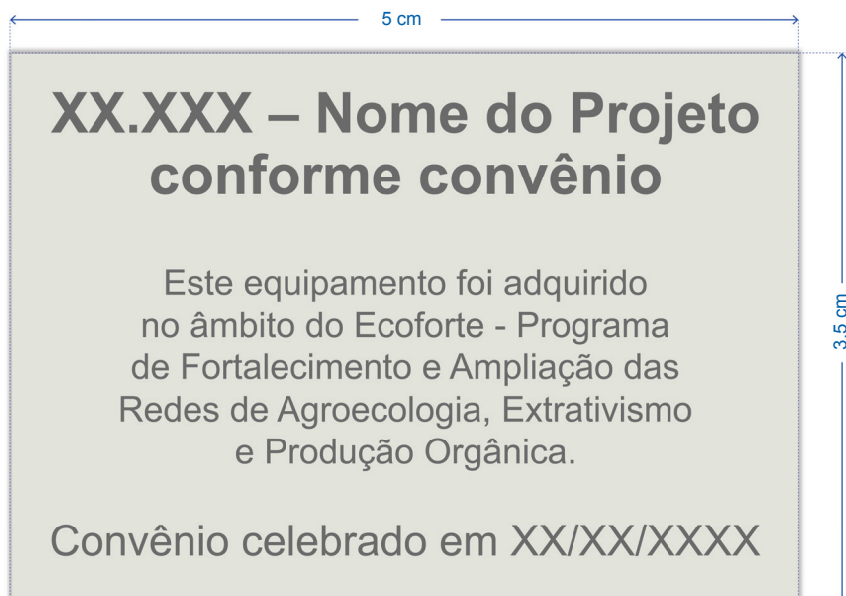 5 cm
XX.XXX – Nome do Projeto
conforme convênio
Este equipamento foi adquirido
no âmbito do Ecoforte - Programa
de Fortalecimento e Ampliação das
Redes de Agroecologia, Extrativismo
e Produção Orgânica.
Convênio celebrado em XX/XX/XXXX
3.5 cm